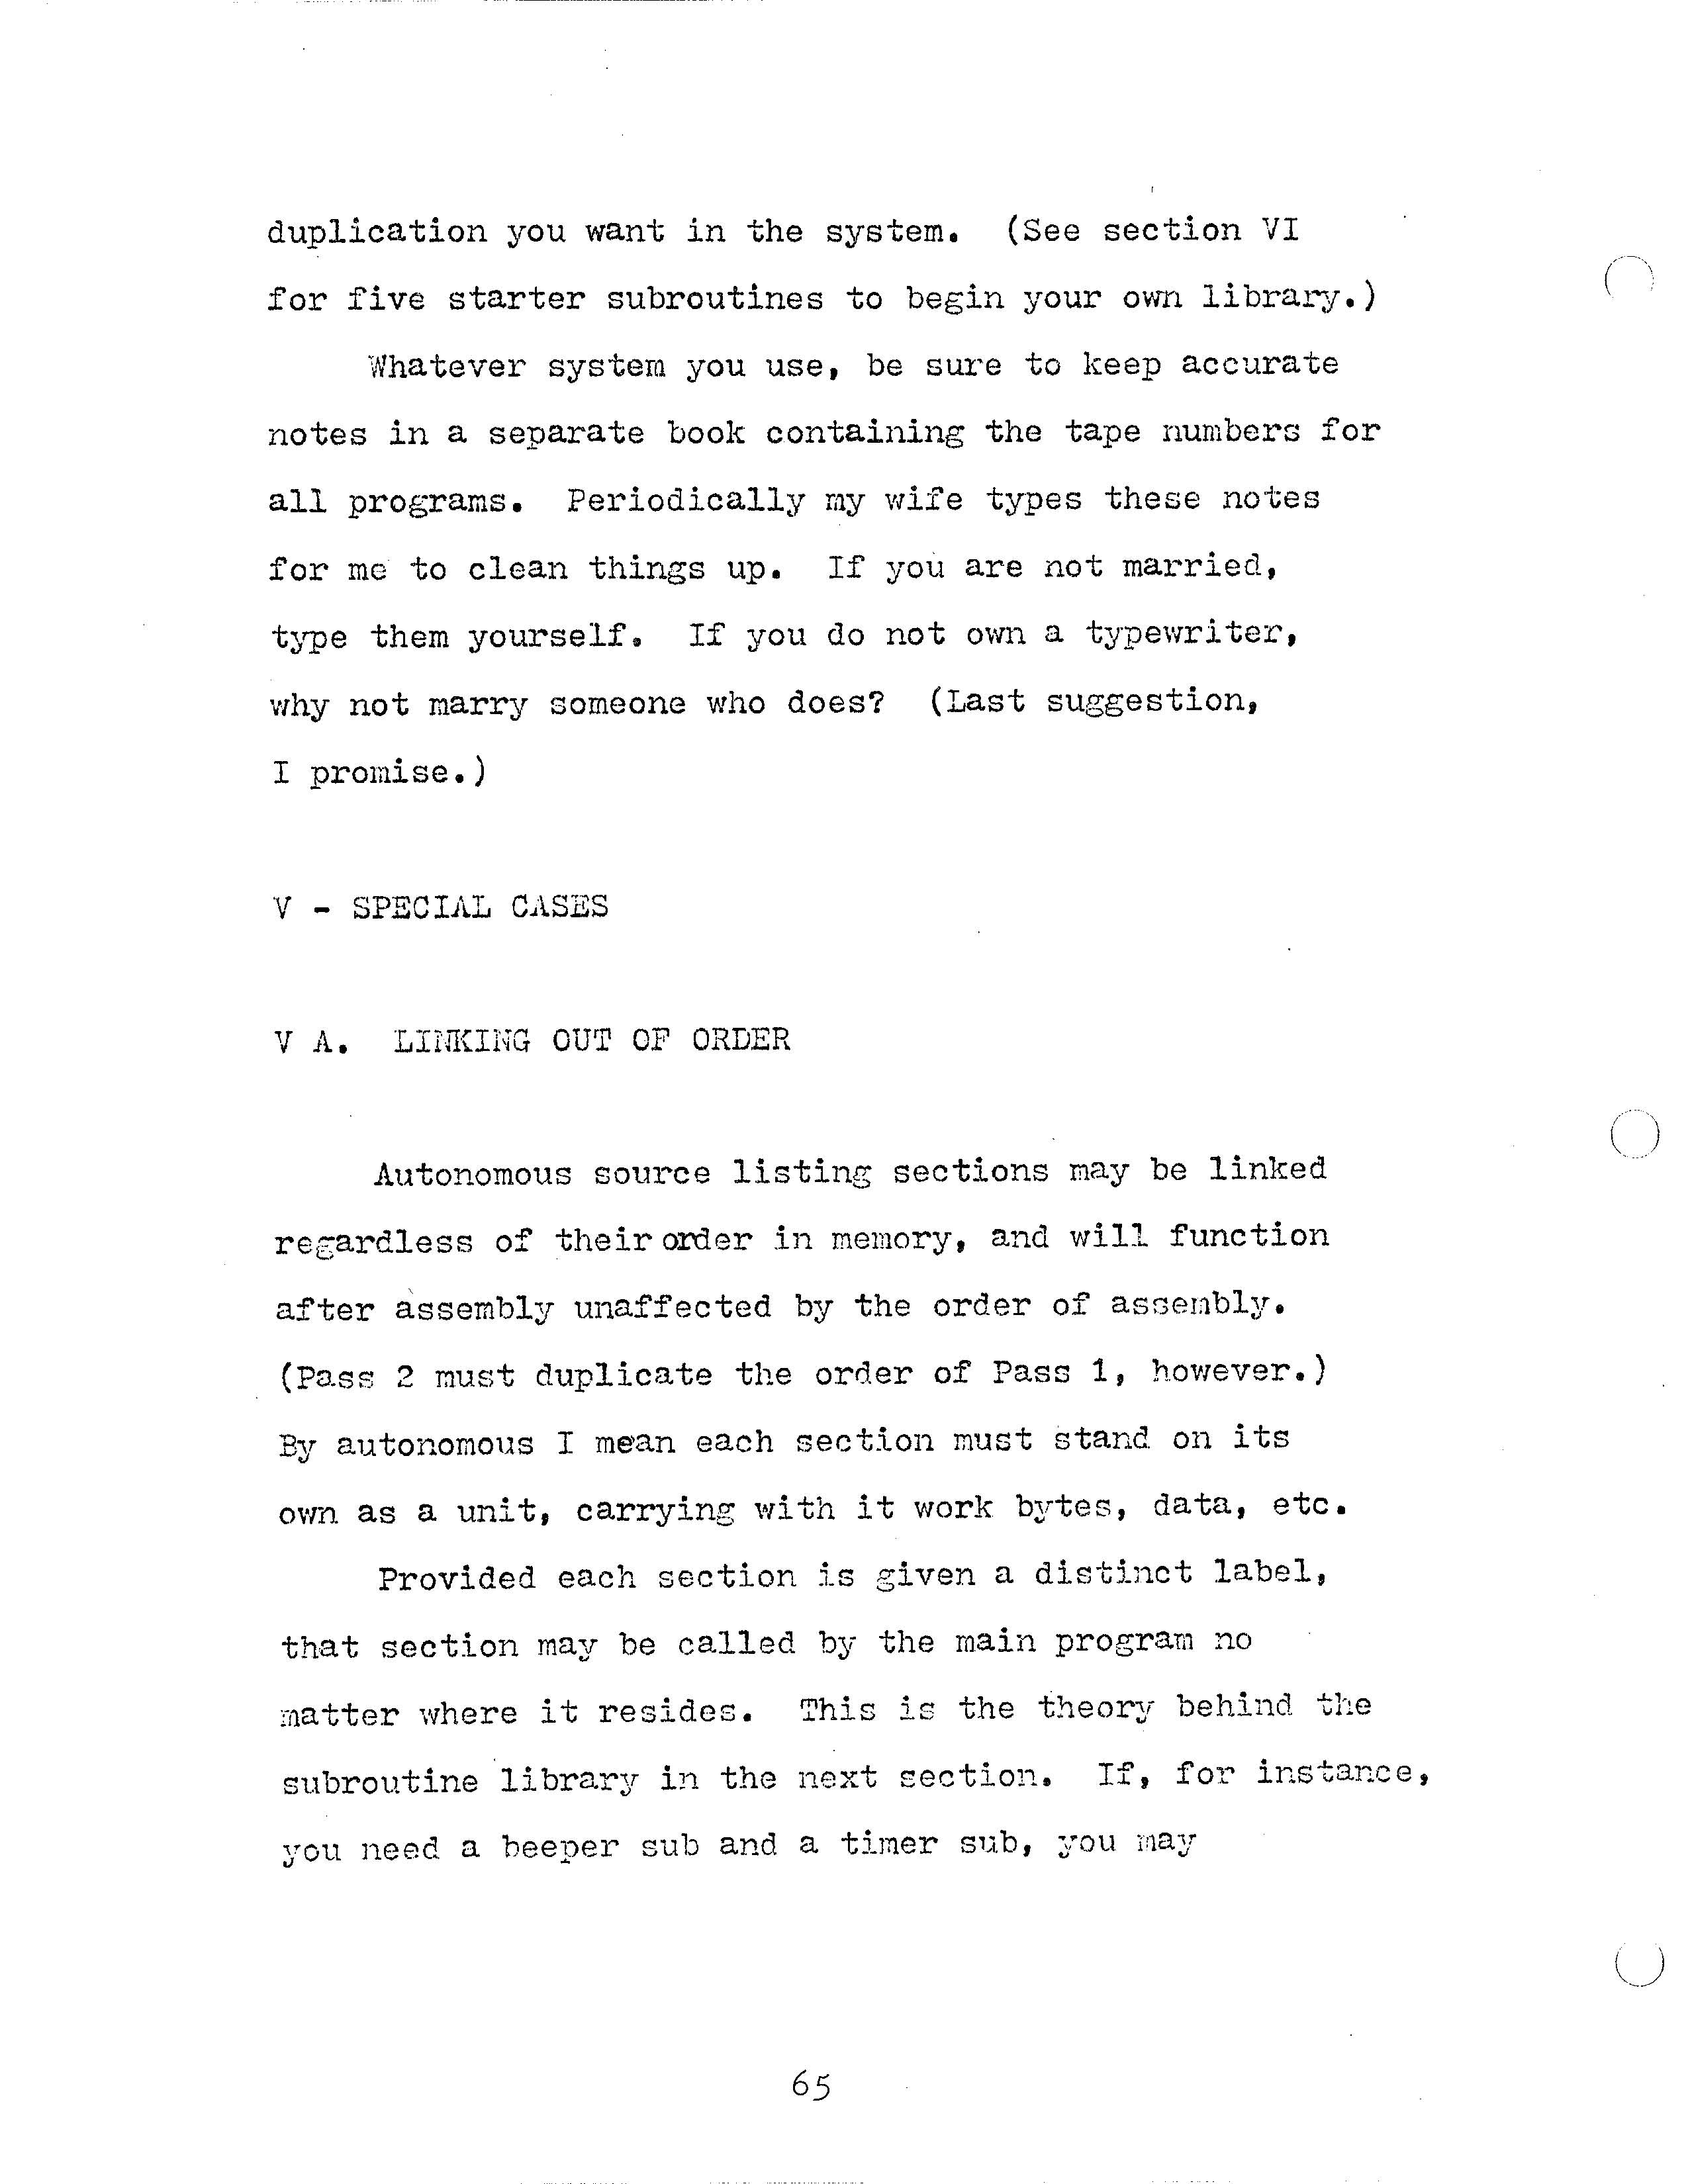 duplication you want in the system.  (See section VI
for five starter subroutines to begin your own library.)
Whatever system you use, be sure to keep accurate
notes in a separate book containing the tape numbers for
all programs.  Periodically my wife types these notes
for me to clean things up.  If you are not married,
type them yourself.  If you do not own a typewriter,
why not marry someone who does?  (Last suggestion,
I promise.)
V - SPECIAL CASES
V A.  LINKING OUT OF ORDER
Autonomous source listing sections may be linked
regardless of their order in memory, and will function
after assembly unaffected by the order of assembly.
(Pass 2 must duplicate the order of Pass 1, however.)
By autonomous I mean each section must stand on its
own as a unit, carrying with it work bytes, data, etc.
Provided each section is given a distinct label,
that section may be called by the main program no
matter where it resides.  This is the theory behind the
subroutine library in the next section.  If, for instance,
you need a beeper sub and a timer sub, you may
65